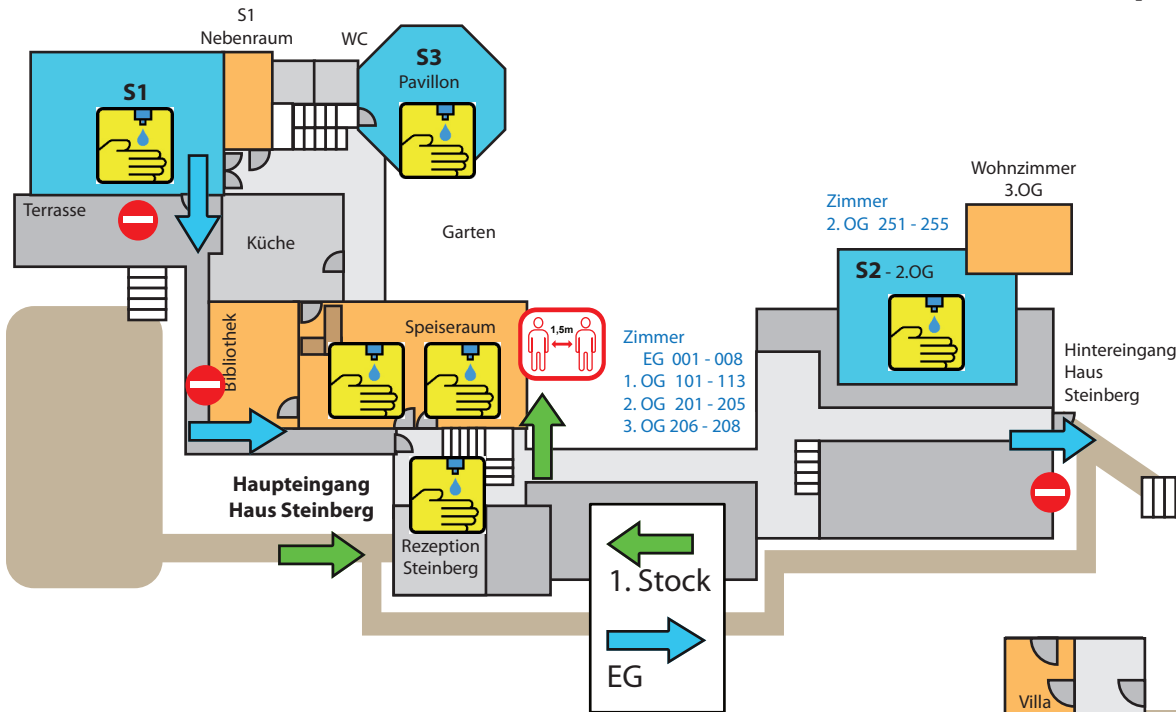 S1
Nebenraum
WC
S1
S3
Pavillon
Terrasse
Küche
Garten
Bibliothek
Speiseraum
1,5m
Zimmer
EG 001 - 008
1. OG 101 - 113
2. OG 201 - 205
3. OG 206 - 208
Zimmer
2. OG 251 - 255
Wohnzimmer
3.OG
S2 - 2.OG
Hintereingang
Haus
Steinberg
Haupteingang
Haus Steinberg
Rezeption
Steinberg
1. Stock
EG
Villa